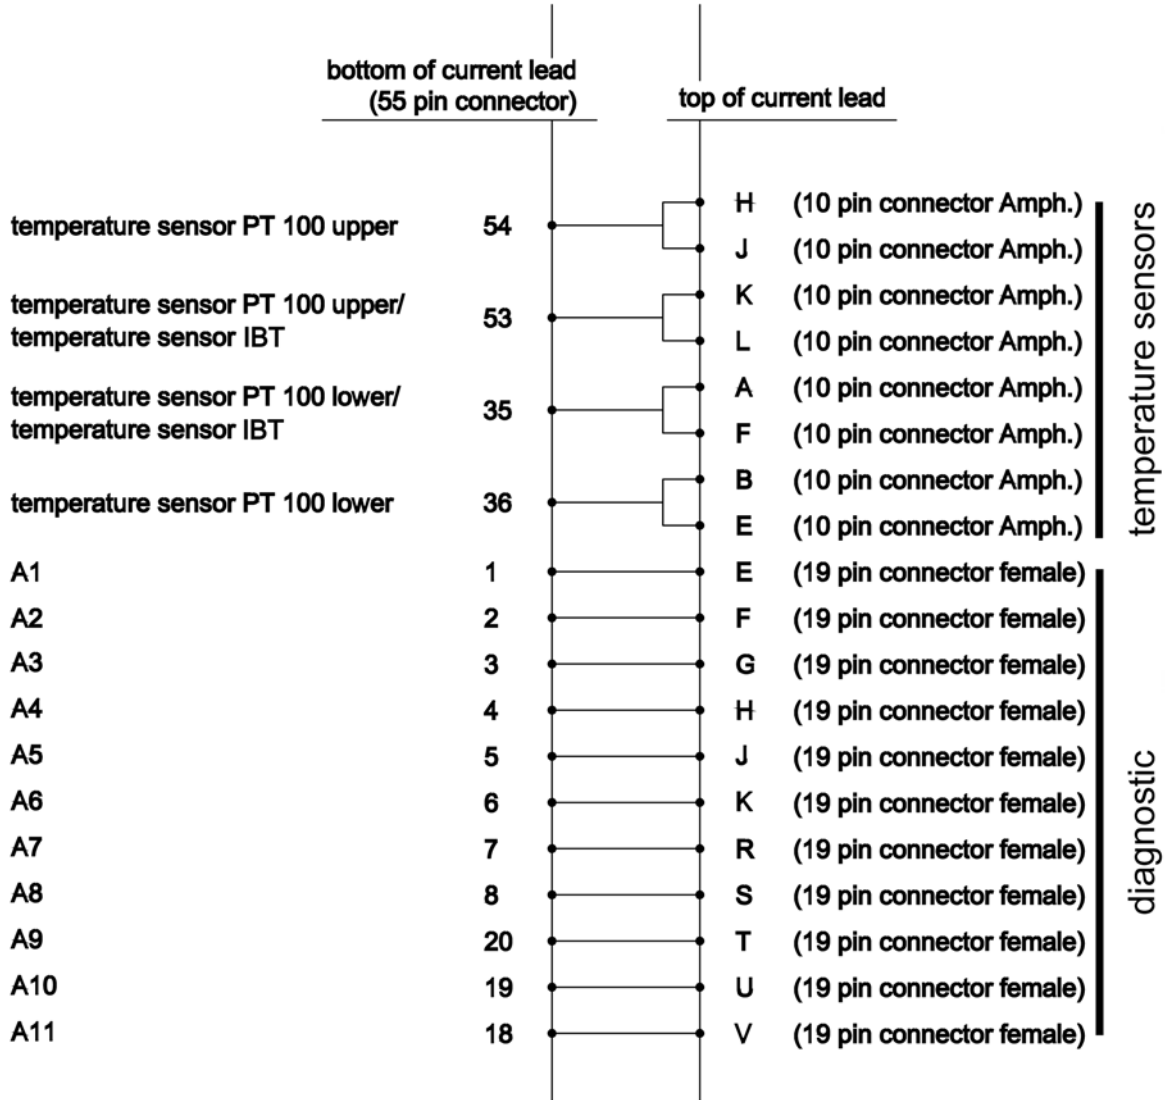 bottom of current lead
(55 pin connector)
top of current lead
H (10 pin connector Amph.)
temperature sensor PT 100 upper 54
J (10 pin connector Amph.)
K (10 pin connector Amph.)
temperature sensor PT 100 upper/
53
temperature sensor IBT
L (10 pin connector Amph.)
A (10 pin connector Amph.)
temperature sensor PT 100 lower/
35
temperature sensor IBT
F (10 pin connector Amph.)
B (10 pin connector Amph.)
temperature sensor PT 100 lower 36
E (10 pin connector Amph.)
temperature sensors
A1 1 E (19 pin connector female)
A2 2 F (19 pin connector female)
A3 3 G (19 pin connector female)
A4 4 H (19 pin connector female)
A5 5 J (19 pin connector female)
A6 6 K (19 pin connector female)
A7 7 R (19 pin connector female)
A8 8 S (19 pin connector female)
A9 20 T (19 pin connector female)
A10 19 U (19 pin connector female)
A11 18 V (19 pin connector female)
diagnostic